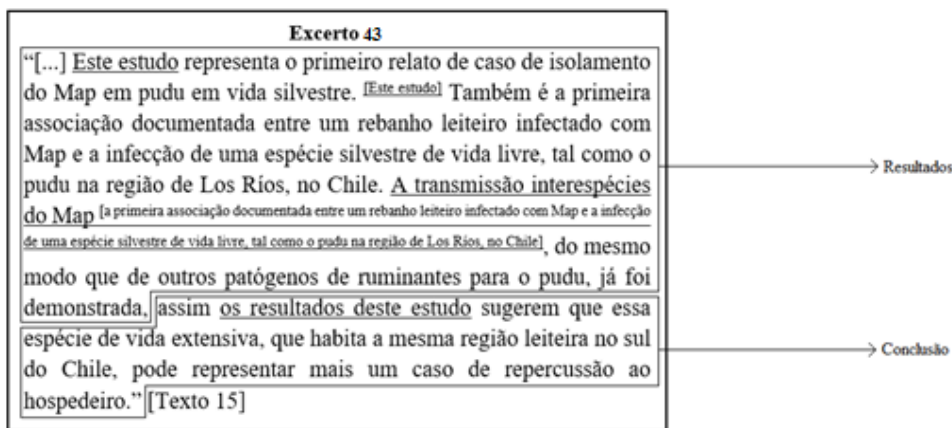 Excerto 43
“[...] Este estudo representa o primeiro relato de caso de isolamento
do Map em pudu em vida silvestre. [Este estudo] Também é a primeira
associação documentada entre um rebanho leiteiro infectado com
Map e a infecção de uma espécie silvestre de vida livre, tal como o
pudu na região de Los Ríos, no Chile. A transmissão interespécies
do Map [a primeira associação documentada entre um rebanho leiteiro infectado com Map e a infecção
de uma espécie silvestre de vida livre, tal como o pudu na região de Los Ríos, no Chile], do mesmo
modo que de outros patógenos de ruminantes para o pudu, já foi
demonstrada, assim os resultados deste estudo sugerem que essa
espécie de vida extensiva, que habita a mesma região leiteira no sul
do Chile, pode representar mais um caso de repercussão ao
hospedeiro.” [Texto 15]
Resultados
Conclusão